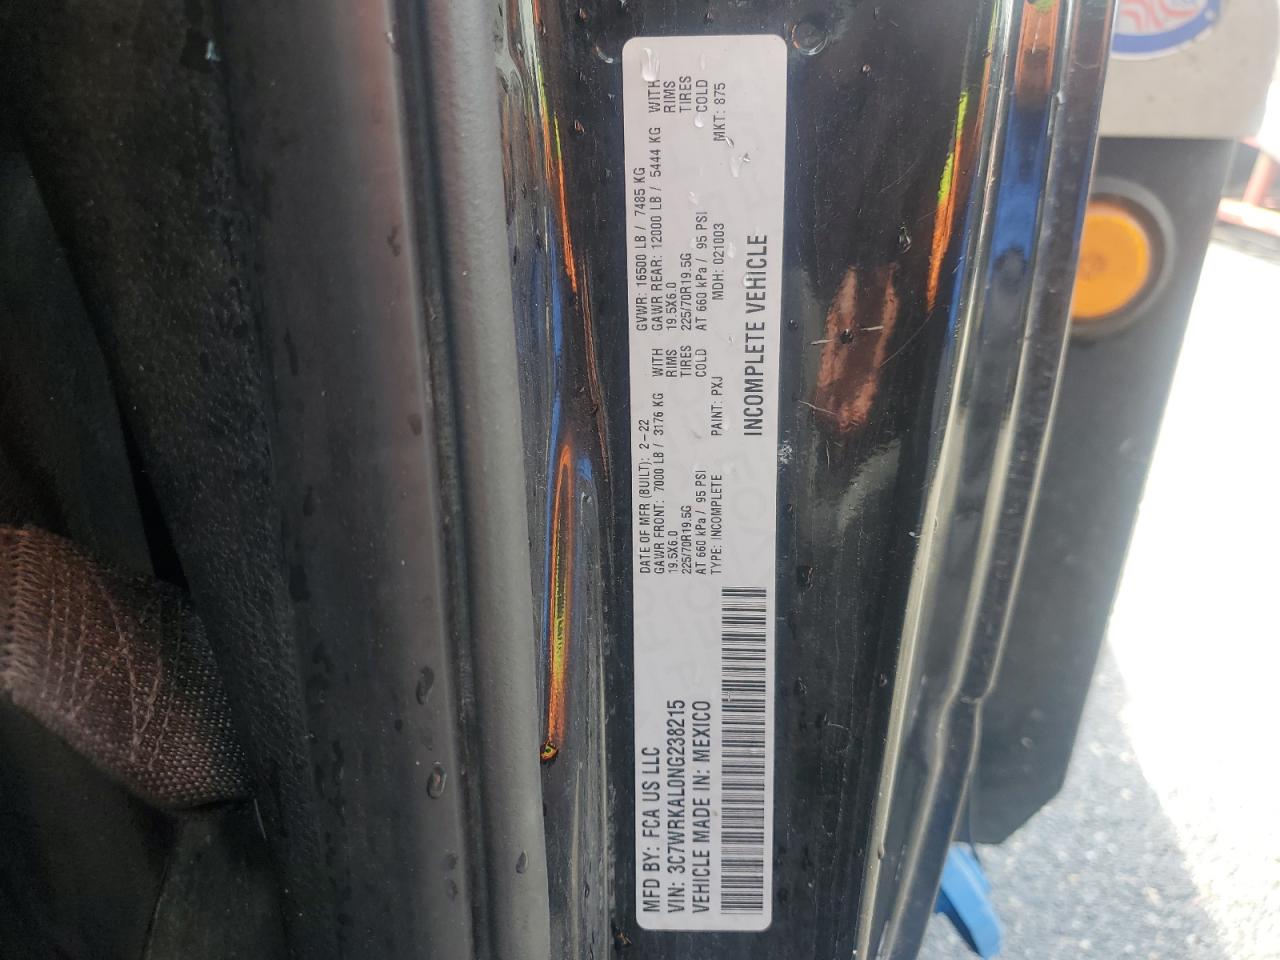 MFD BY: FCA US LLC
VIN: 3C7WRKAL0NG238215
VEHICLE MADE IN: MEXICO
DATE OF MFR (BUILT): 2-22 GVWR: 16500 LB / 7485 KG
GAWR FRONT: 7000 LB / 3176 KG WITH GAWR REAR: 12000 LB / 5444 KG WITH
19.5X6.0 RIMS 19.5X6.0 RIMS
225/70R19.5G TIRES 225/70R19.5G TIRES
AT 660 kPa / 95 PSI COLD AT 660 kPa / 95 PSI COLD
TYPE: INCOMPLETE PAINT: PXJ MDH: 021003 MKT: 875
INCOMPLETE VEHICLE